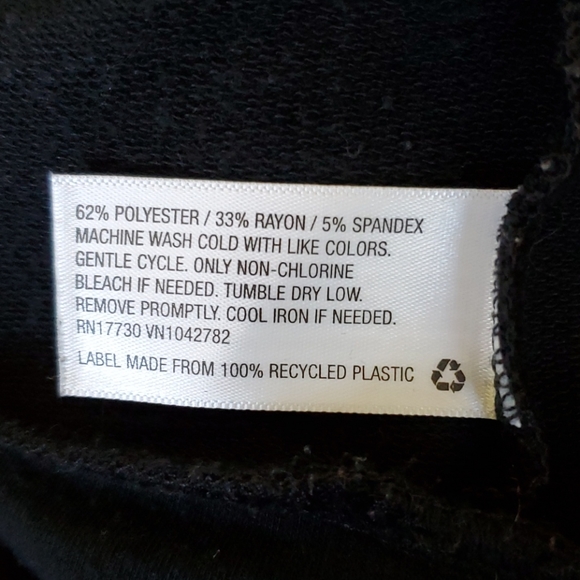 62% POLYESTER / 33% RAYON / 5% SPANDEX
MACHINE WASH COLD WITH LIKE COLORS.
GENTLE CYCLE. ONLY NON-CHLORINE
BLEACH IF NEEDED. TUMBLE DRY LOW.
REMOVE PROMPTLY. COOL IRON IF NEEDED.
RN17730 VN1042782
LABEL MADE FROM 100% RECYCLED PLASTIC